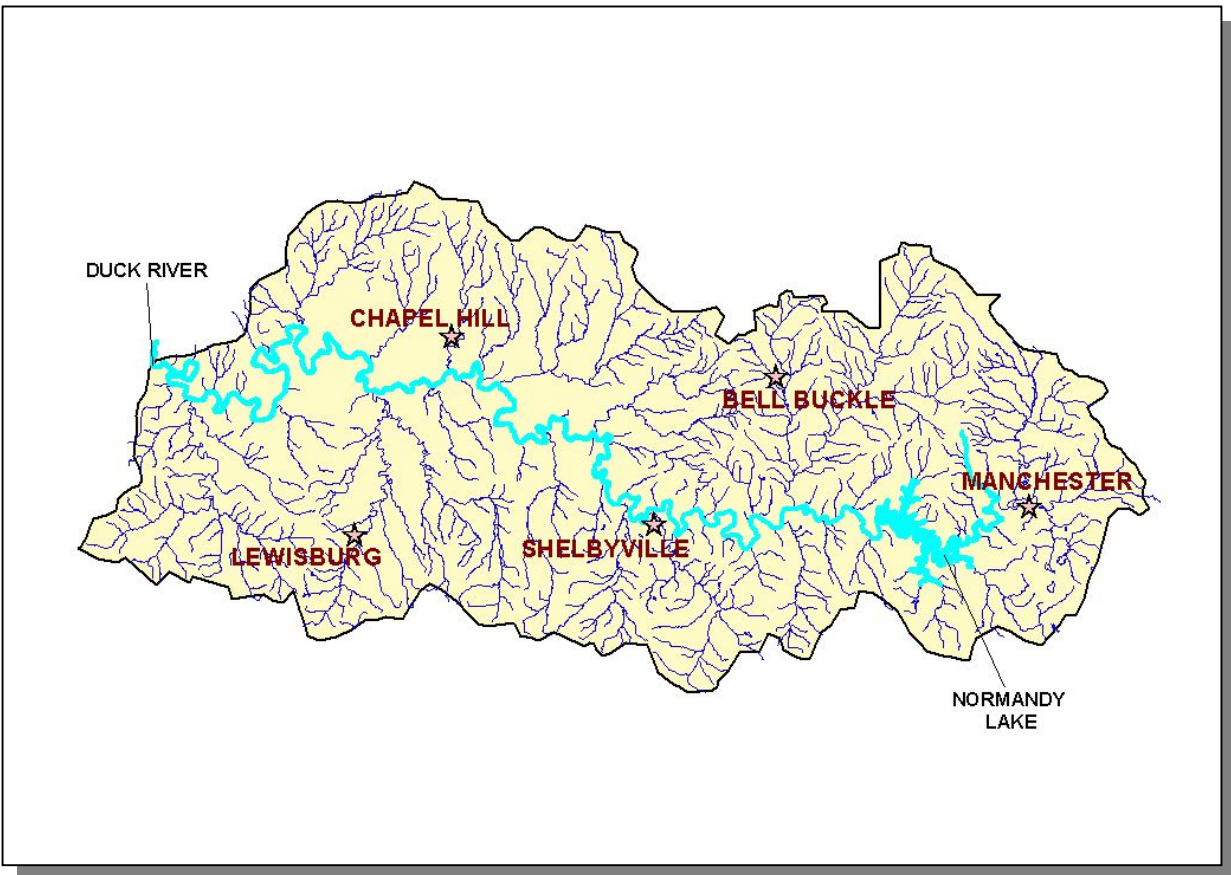 DUCK RIVER
CHAPEL HILL
BELL BUCKLE
MANCHESTER
SHELBYVILLE
LEWISBURG
NORMANDY
LAKE